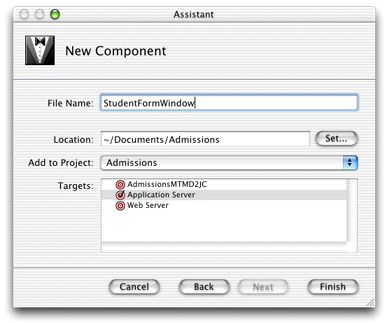 Assistant
New Component
File Name: StudentFormWindow
Location: ~/Documents/Admissions Set...
Add to Project: Admissions
Targets: AdmissionsMTMD2JC
Application Server
Web Server
Cancel Back Next Finish